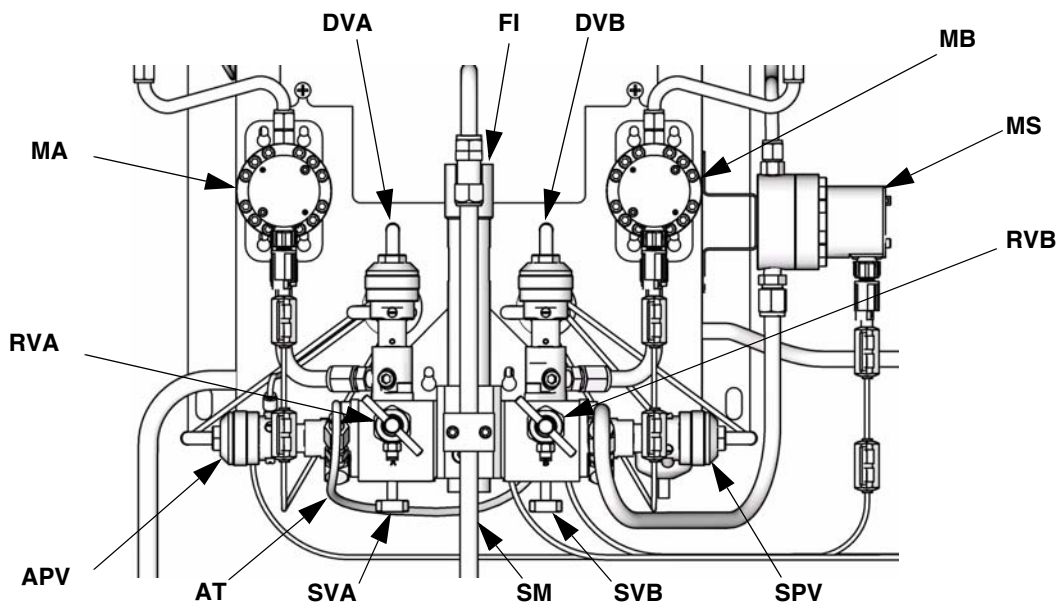 DVA FI DVB MB
MS
MA
RVB
RVA
APV AT SVA SM SVB SPV